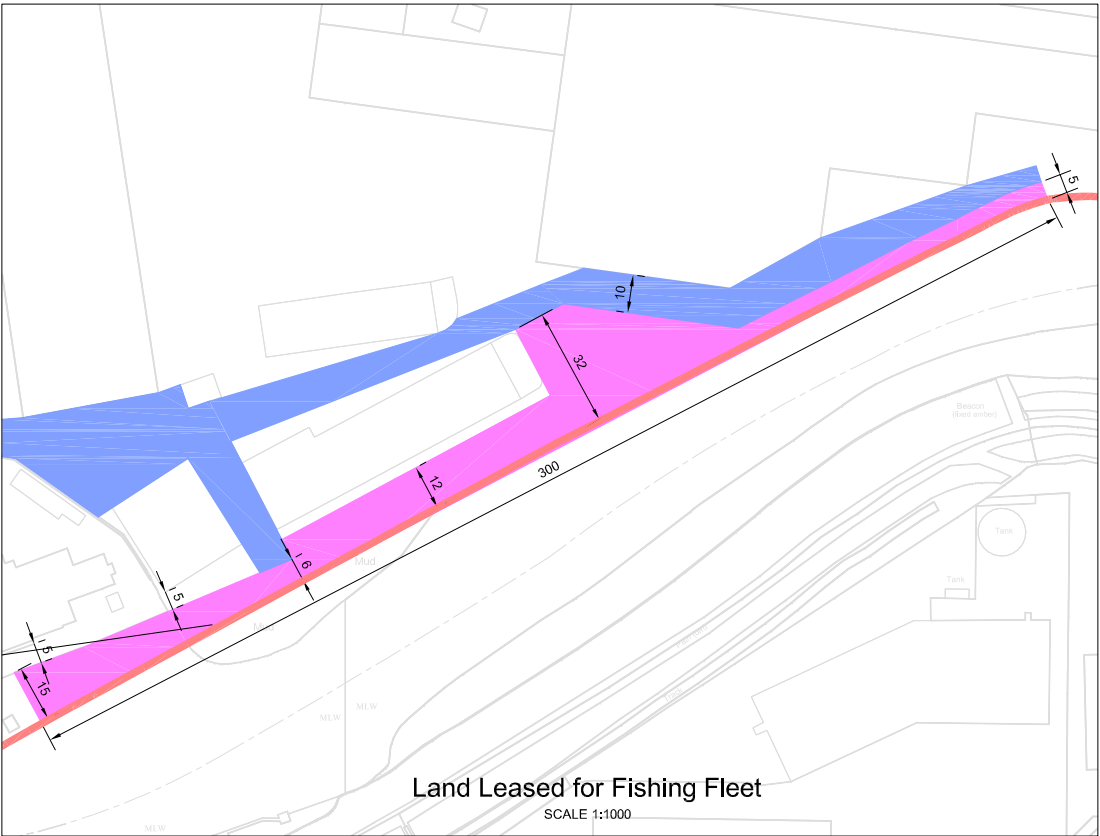 5
10
32
Beacon
(fixed amber)
300
12
Tank
6
Mud
5
Tank
Mud
5
15
Track
MLW
MLW
Land Leased for Fishing Fleet
SCALE 1:1000
MLW